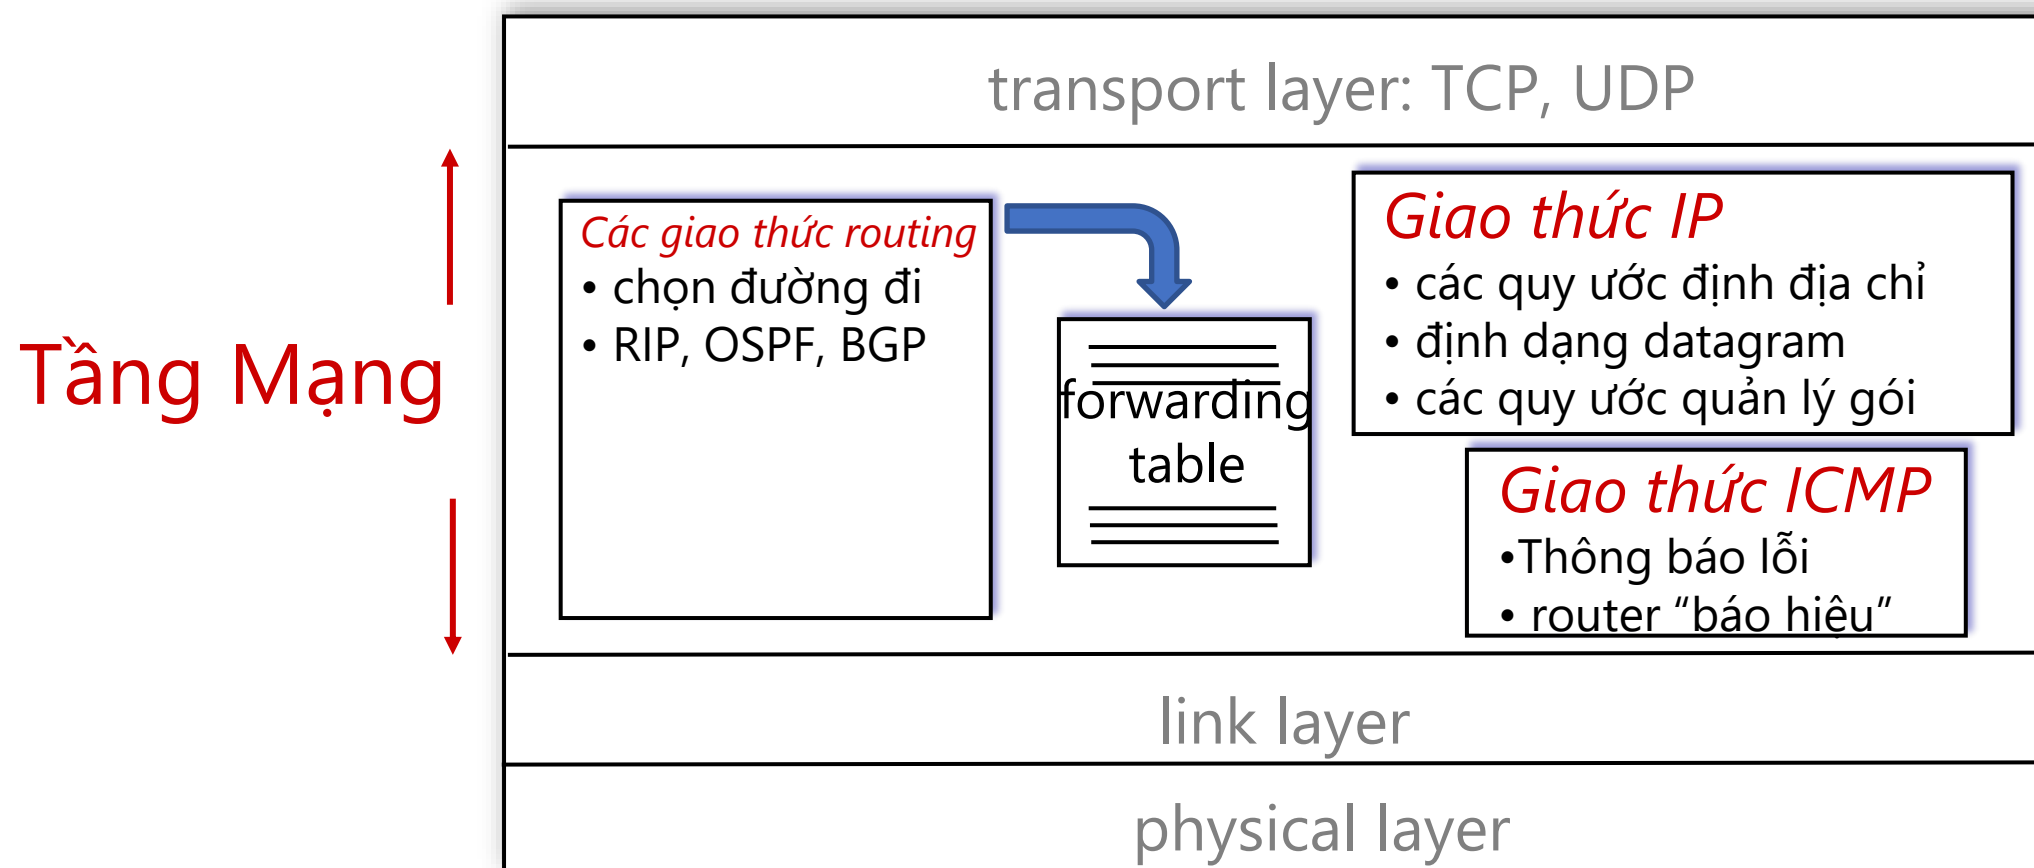 transport layer: TCP, UDP
Tầng Mạng
Các giao thức routing
• chọn đường đi
• RIP, OSPF, BGP
forwarding
table
Giao thức IP
• các quy ước định địa chỉ
• định dạng datagram
• các quy ước quản lý gói
Giao thức ICMP
•Thông báo lỗi
• router “báo hiệu”
link layer
physical layer